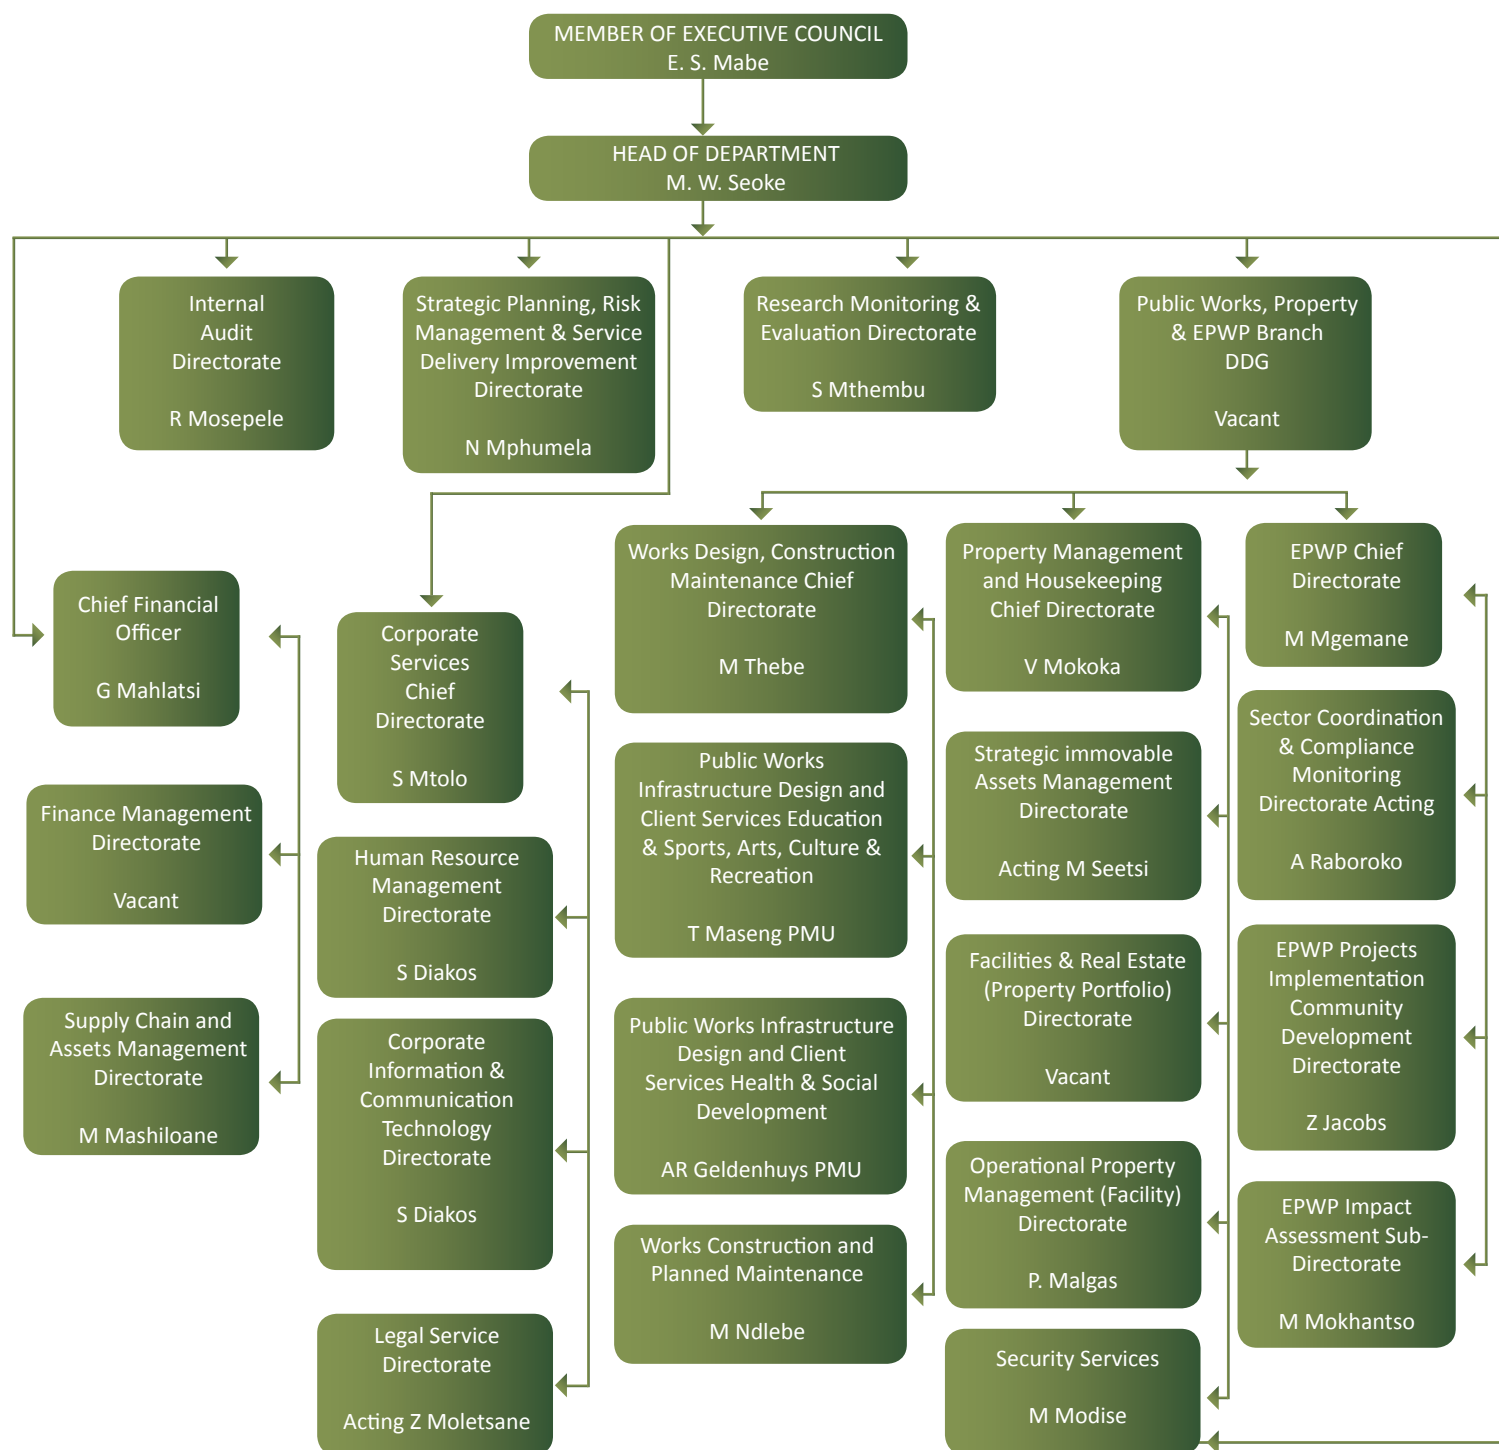 MEMBER OF EXECUTIVE COUNCIL
E. S. Mabe
HEAD OF DEPARTMENT
M. W. Seoke
Internal
Audit
Directorate
R Mosepele
Strategic Planning, Risk
Management & Service
Delivery Improvement
Directorate
N Mphumela
Research Monitoring &
Evaluation Directorate
S Mthembu
Public Works, Property
& EPWP Branch
DDG
Vacant
Chief Financial
Officer
G Mahlatsi
Finance Management
Directorate
Vacant
Supply Chain and
Assets Management
Directorate
M Mashiloane
Corporate
Services
Chief
Directorate
S Mtolo
Human Resource
Management
Directorate
S Diakos
Corporate
Information &
Communication
Technology
Directorate
S Diakos
Legal Service
Directorate
Acting Z Moletsane
Works Design, Construction
Maintenance Chief
Directorate
M Thebe
Public Works
Infrastructure Design and
Client Services Education
& Sports, Arts, Culture &
Recreation
T Maseng PMU
Public Works Infrastructure
Design and Client
Services Health & Social
Development
AR Geldenhuys PMU
Works Construction and
Planned Maintenance
M Ndlebe
Property Management
and Housekeeping
Chief Directorate
V Mokoka
Strategic immovable
Assets Management
Directorate
Acting M Seetsi
Facilities & Real Estate
(Property Portfolio)
Directorate
Vacant
Operational Property
Management (Facility)
Directorate
P. Malgas
Security Services
M Modise
EPWP Chief
Directorate
M Mgemane
Sector Coordination
& Compliance
Monitoring
Directorate Acting
A Raboroko
EPWP Projects
Implementation
Community
Development
Directorate
Z Jacobs
EPWP Impact
Assessment Sub-
Directorate
M Mokhantso